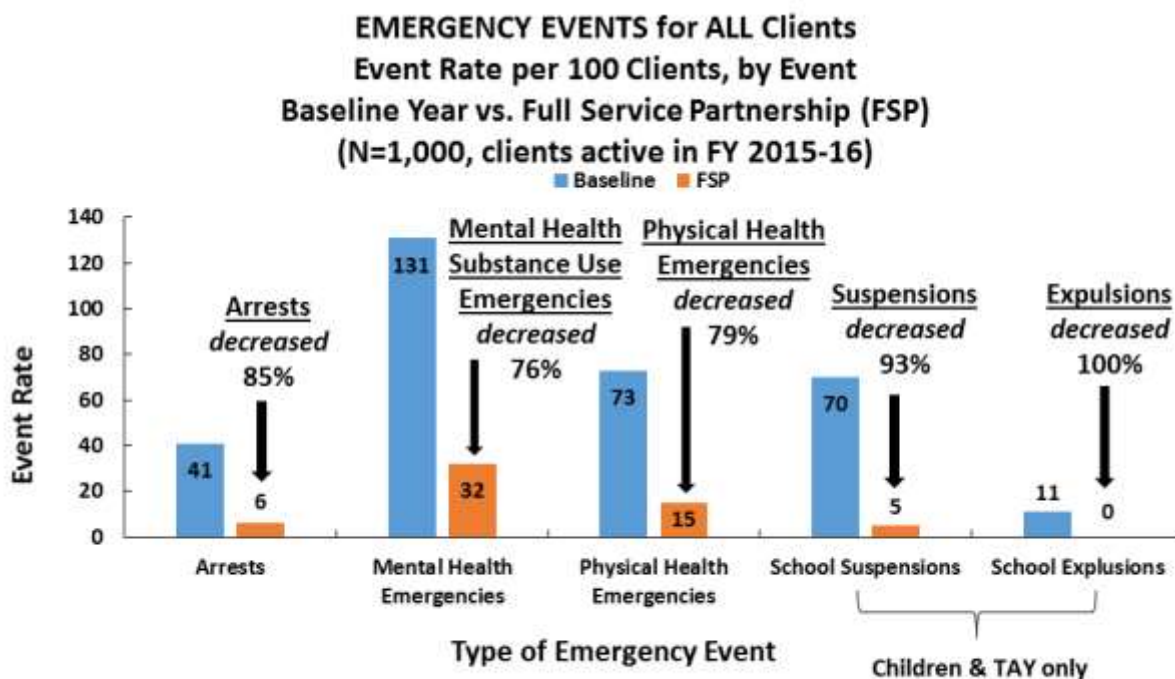 EMERGENCY EVENTS for ALL Clients
Event Rate per 100 Clients, by Event
Baseline Year vs. Full Service Partnership (FSP)
(N=1,000, clients active in FY 2015-16)
Baseline FSP
Event Rate
140
120
100
80
60
40
20
0
Arrests
decreased
85%
Mental Health
Substance Use
Emergencies
decreased
76%
Physical Health
Emergencies
decreased
79%
Suspensions
decreased
93%
Expulsions
decreased
100%
41
6
131
32
73
15
70
5
11
0
Arrests
Mental Health
Emergencies
Physical Health
Emergencies
School Suspensions
School Explusions
Type of Emergency Event
Children & TAY only